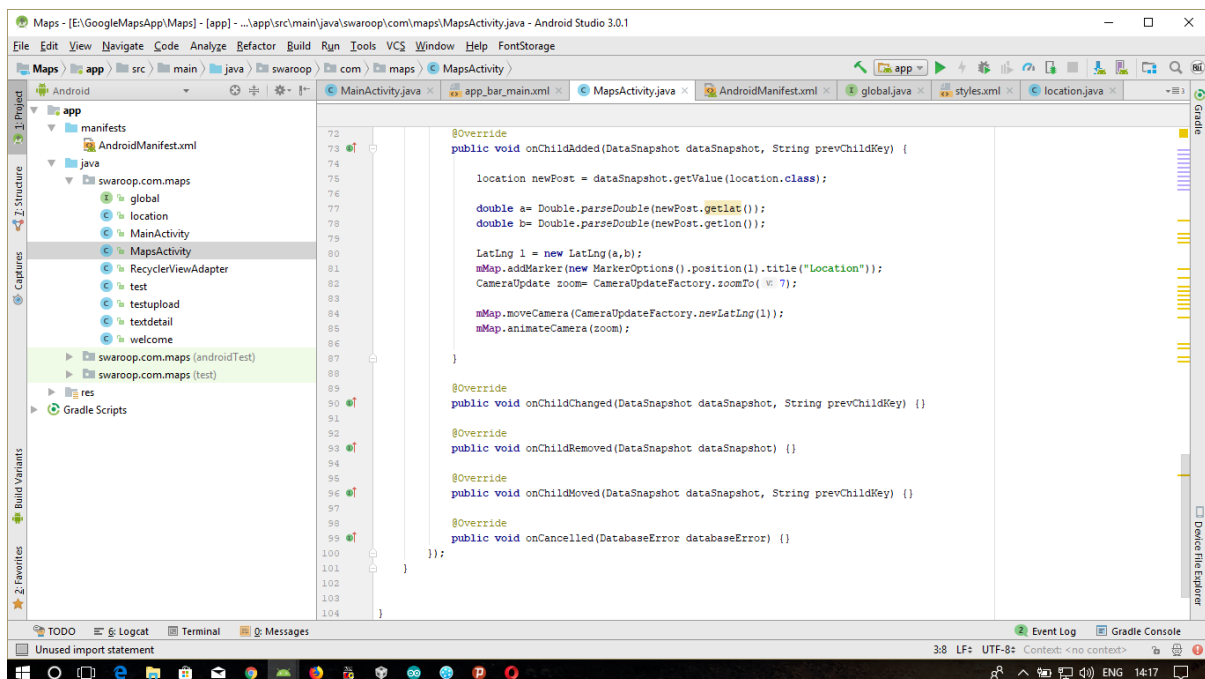 Maps - [E:\GoogleMapsApp\Maps] - [app] - ...\app\src\main\java\swaroop\com\maps\MapsActivity.java - Android Studio 3.0.1
File Edit View Navigate Code Analyze Refactor Build Run Tools VCS Window Help FontStorage
Maps app src main java swaroop com maps MapsActivity
app
Android
MainActivity.java app_bar_main.xml MapsActivity.java AndroidManifest.xml global.java styles.xml location.java
1: Project
Z: Structure
Captures
Build Variants
2: Favorites
app
manifests
AndroidManifest.xml
java
swaroop.com.maps
global
location
MainActivity
MapsActivity
RecyclerViewAdapter
test
testupload
textdetail
welcome
swaroop.com.maps (androidTest)
swaroop.com.maps (test)
res
Gradle Scripts
72 @Override
73 public void onChildAdded(DataSnapshot dataSnapshot, String prevChildKey) {
74
75 location newPost = dataSnapshot.getValue(location.class);
76
77 double a= Double.parseDouble(newPost.getlat());
78 double b= Double.parseDouble(newPost.getlon());
79
80 LatLng l = new LatLng(a,b);
81 mMap.addMarker(new MarkerOptions().position(l).title("Location"));
82 CameraUpdate zoom= CameraUpdateFactory.zoomTo( v: 7);
83
84 mMap.moveCamera(CameraUpdateFactory.newLatLng(l));
85 mMap.animateCamera(zoom);
86
87 }
88
89 @Override
90 public void onChildChanged(DataSnapshot dataSnapshot, String prevChildKey) {}
91
92 @Override
93 public void onChildRemoved(DataSnapshot dataSnapshot) {}
94
95 @Override
96 public void onChildMoved(DataSnapshot dataSnapshot, String prevChildKey) {}
97
98 @Override
99 public void onCancelled(DatabaseError databaseError) {}
100 });
101 }
102
103
104 }
Gradle
Device File Explorer
TODO 6: Logcat Terminal 0: Messages 2 Event Log Gradle Console
Unused import statement 3:8 LF÷ UTF-8÷ Context: <no context>
ENG 14:17